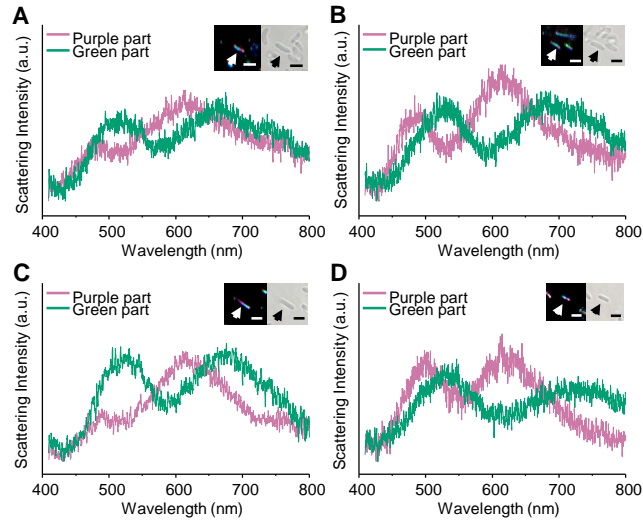 A
Purple part
Green part
Scattering Intensity (a.u.)
400 500 600 700 800
Wavelength (nm)
B
Purple part
Green part
Scattering Intensity (a.u.)
400 500 600 700 800
Wavelength (nm)
C
Purple part
Green part
Scattering Intensity (a.u.)
400 500 600 700 800
Wavelength (nm)
D
Purple part
Green part
Scattering Intensity (a.u.)
400 500 600 700 800
Wavelength (nm)